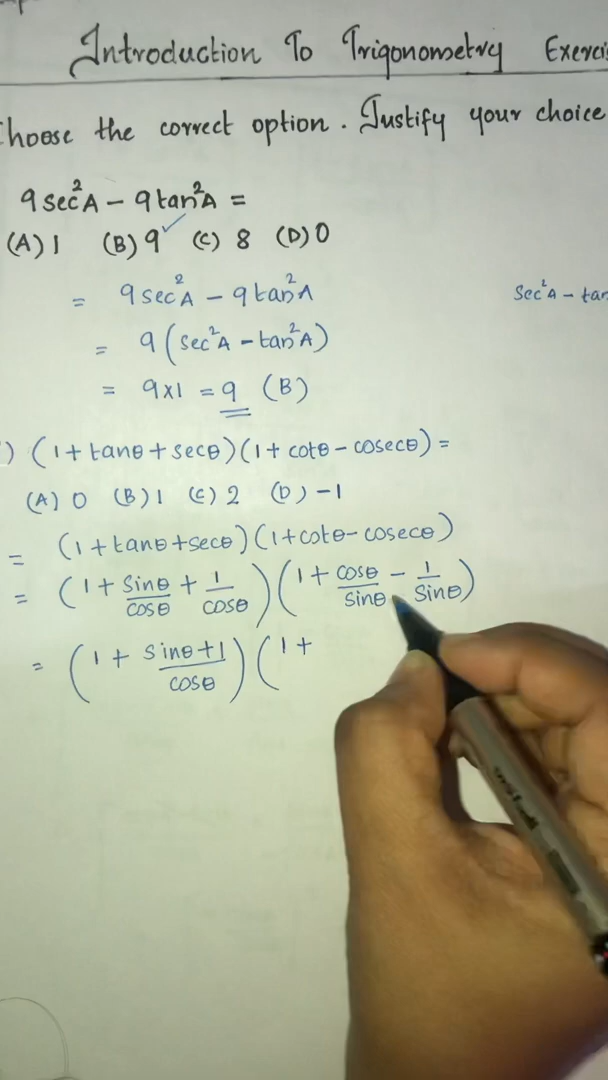 Introduction To Trigonometry Exerci
Choose the correct option. Justify your choice
9 sec²A - 9 tan²A =
(A) 1 (B) 9 ✓ (C) 8 (D) 0
= 9 sec²A - 9 tan²A
Sec²A - tan
= 9 (sec²A - tan²A)
= 9×1 = 9 (B)
) (1 + tanθ + secθ)(1 + cotθ - cosecθ) =
(A) 0 (B) 1 (C) 2 (D) -1
= (1 + tanθ + secθ)(1 + cotθ - cosecθ)
= (1 + Sinθ/cosθ + 1/cosθ)(1 + cosθ/sinθ - 1/Sinθ)
= (1 + Sinθ+1/cosθ)(1 +